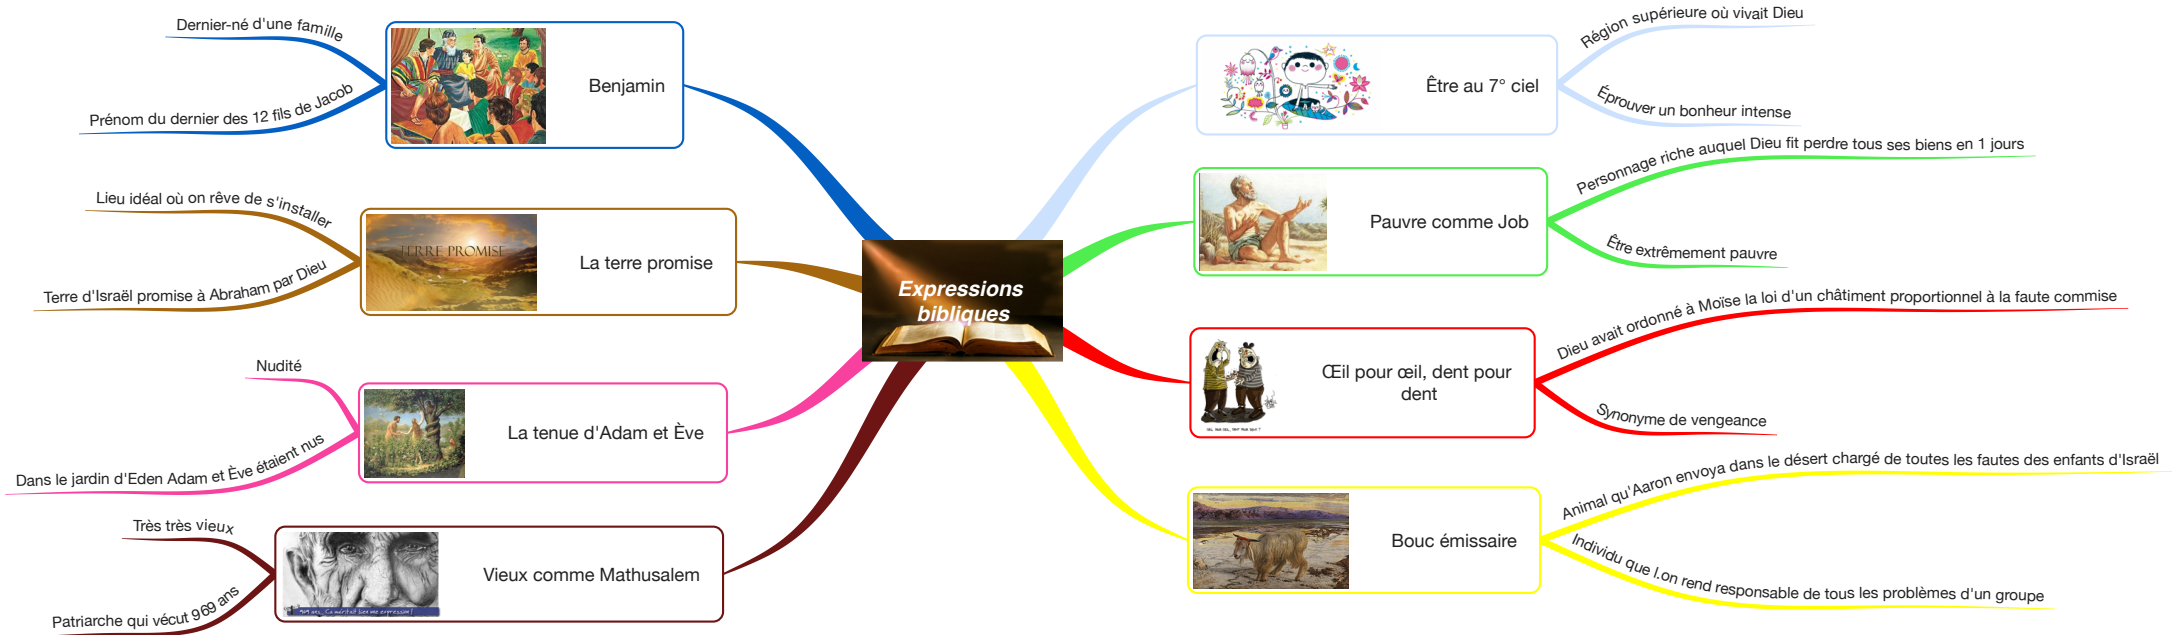 Expressions
bibliques
Être au 7° ciel
Région supérieure où vivait Dieu
Éprouver un bonheur intense
Pauvre comme Job
Personnage riche auquel Dieu fit perdre tous ses biens en 1 jours
Être extrêmement pauvre
Œil pour œil, dent pour
dent
Dieu avait ordonné à Moïse la loi d'un châtiment proportionnel à la faute commise
Synonyme de vengeance
Bouc émissaire
Animal qu'Aaron envoya dans le désert chargé de toutes les fautes des enfants d'Israël
Individu que l.on rend responsable de tous les problèmes d'un groupe
Benjamin
Dernier-né d'une famille
Prénom du dernier des 12 fils de Jacob
La terre promise
TERRE PROMISE
Lieu idéal où on rêve de s'installer
Terre d'Israël promise à Abraham par Dieu
La tenue d'Adam et Ève
Nudité
Dans le jardin d'Eden Adam et Ève étaient nus
Vieux comme Mathusalem
Très très vieux
Patriarche qui vécut 969 ans